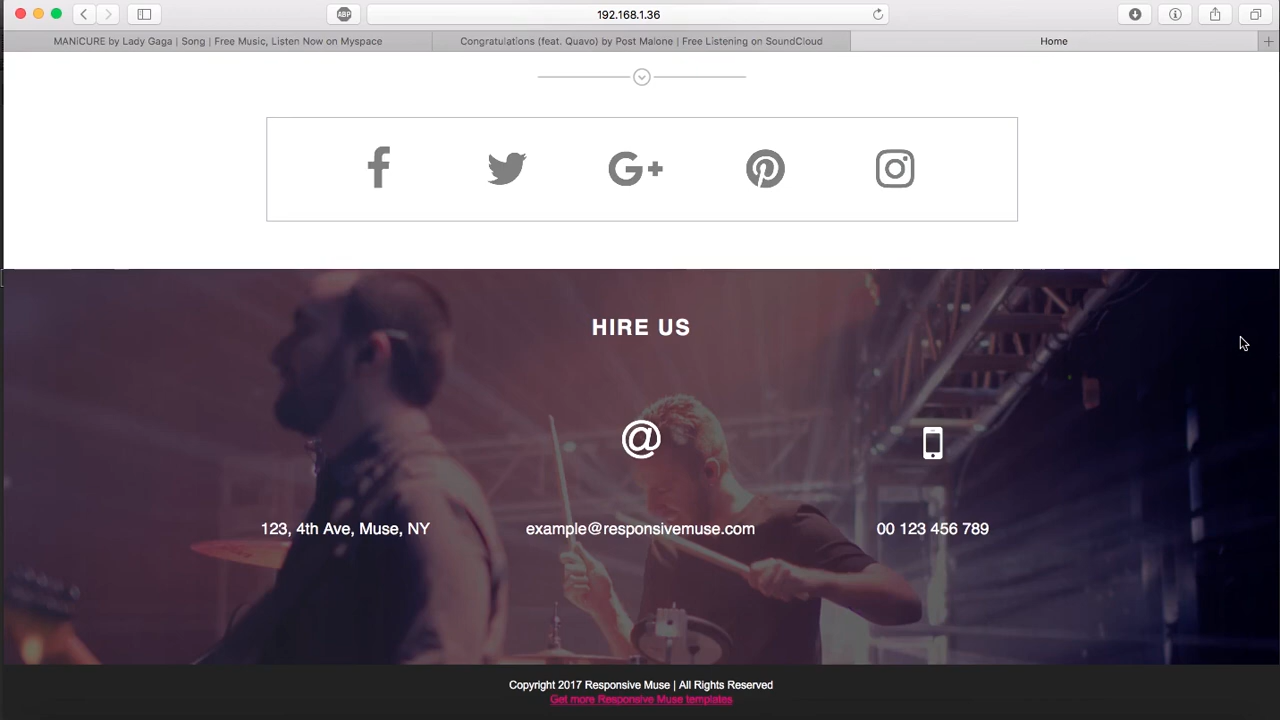 192.168.1.36
ABP
MANiCURE by Lady Gaga | Song | Free Music, Listen Now on Myspace
Congratulations (feat. Quavo) by Post Malone | Free Listening on SoundCloud
Home
HIRE US
123, 4th Ave, Muse, NY
example@responsivemuse.com
00 123 456 789
Copyright 2017 Responsive Muse | All Rights Reserved
Get more Responsive Muse templates